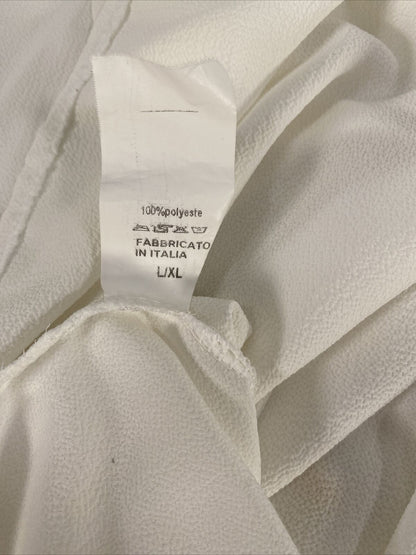 100%polyeste
FABBRICATO
IN ITALIA
L/XL